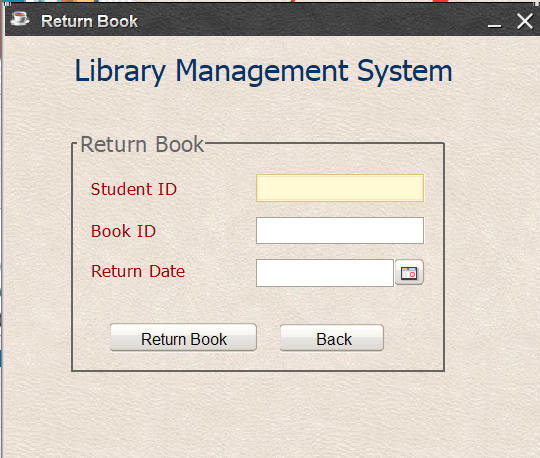 Return Book
Library Management System
Return Book
Student ID
Book ID
Return Date
Return Book Back